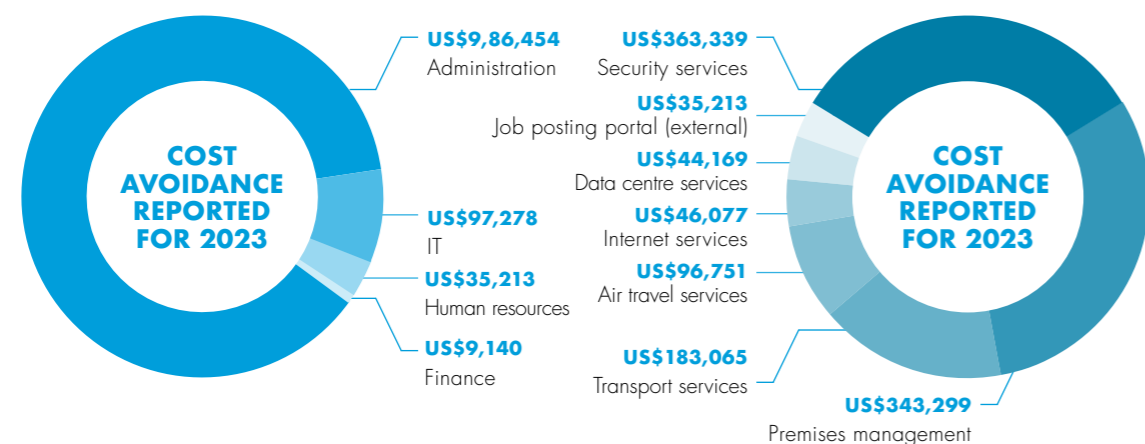 COST
AVOIDANCE
REPORTED
FOR 2023
US$9,86,454
Administration
US$97,278
IT
US$35,213
Human resources
US$9,140
Finance
US$363,339
Security services
US$35,213
Job posting portal (external)
US$44,169
Data centre services
US$46,077
Internet services
US$96,751
Air travel services
US$183,065
Transport services
US$343,299
Premises management
COST
AVOIDANCE
REPORTED
FOR 2023